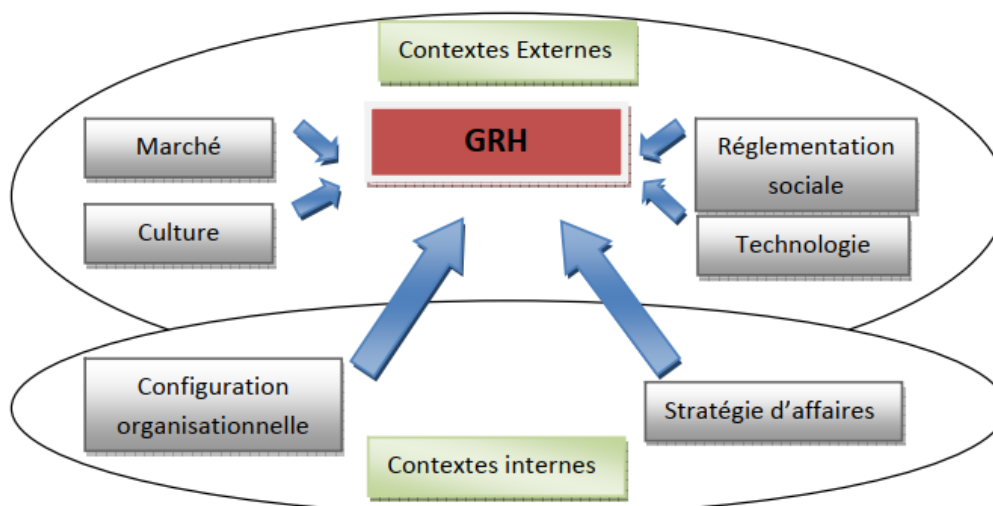 Contextes Externes
GRH
Marché
Culture
Réglementation
sociale
Technologie
Configuration
organisationnelle
Stratégie d'affaires
Contextes internes